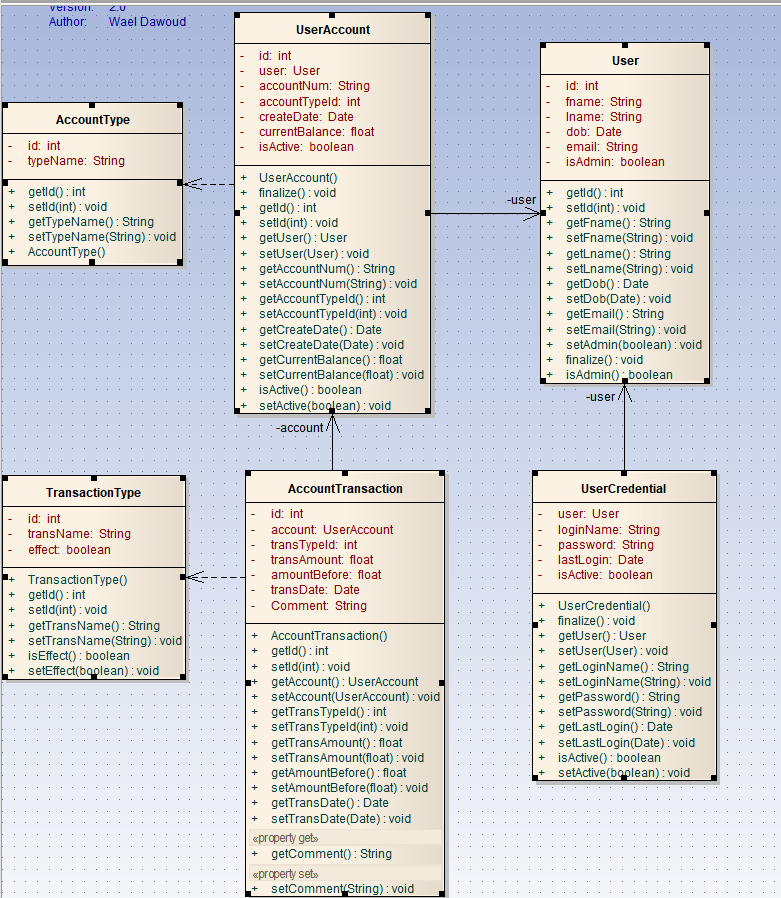 Version: 2.0
Author: Wael Dawoud
UserAccount
- id: int
- user: User
- accountNum: String
- accountTypeId: int
- createDate: Date
- currentBalance: float
- isActive: boolean
+ UserAccount()
+ finalize() : void
+ getId() : int
+ setId(int) : void
+ getUser() : User
+ setUser(User) : void
+ getAccountNum() : String
+ setAccountNum(String) : void
+ getAccountTypeId() : int
+ setAccountTypeId(int) : void
+ getCreateDate() : Date
+ setCreateDate(Date) : void
+ getCurrentBalance() : float
+ setCurrentBalance(float) : void
+ isActive() : boolean
+ setActive(boolean) : void
User
- id: int
- fname: String
- lname: String
- dob: Date
- email: String
- isAdmin: boolean
+ getId() : int
+ setId(int) : void
+ getFname() : String
+ setFname(String) : void
+ getLname() : String
+ setLname(String) : void
+ getDob() : Date
+ setDob(Date) : void
+ getEmail() : String
+ setEmail(String) : void
+ setAdmin(boolean) : void
+ finalize() : void
+ isAdmin() : boolean
AccountType
- id: int
- typeName: String
+ getId() : int
+ setId(int) : void
+ getTypeName() : String
+ setTypeName(String) : void
+ AccountType()
-user
-user
-account
TransactionType
- id: int
- transName: String
- effect: boolean
+ TransactionType()
+ getId() : int
+ setId(int) : void
+ getTransName() : String
+ setTransName(String) : void
+ isEffect() : boolean
+ setEffect(boolean) : void
AccountTransaction
- id: int
- account: UserAccount
- transTypeId: int
- transAmount: float
- amountBefore: float
- transDate: Date
- Comment: String
+ AccountTransaction()
+ getId() : int
+ setId(int) : void
+ getAccount() : UserAccount
+ setAccount(UserAccount) : void
+ getTransTypeId() : int
+ setTransTypeId(int) : void
+ getTransAmount() : float
+ setTransAmount(float) : void
+ getAmountBefore() : float
+ setAmountBefore(float) : void
+ getTransDate() : Date
+ setTransDate(Date) : void
«property get»
+ getComment() : String
«property set»
+ setComment(String) : void
UserCredential
- user: User
- loginName: String
- password: String
- lastLogin: Date
- isActive: boolean
+ UserCredential()
+ finalize() : void
+ getUser() : User
+ setUser(User) : void
+ getLoginName() : String
+ setLoginName(String) : void
+ getPassword() : String
+ setPassword(String) : void
+ getLastLogin() : Date
+ setLastLogin(Date) : void
+ isActive() : boolean
+ setActive(boolean) : void